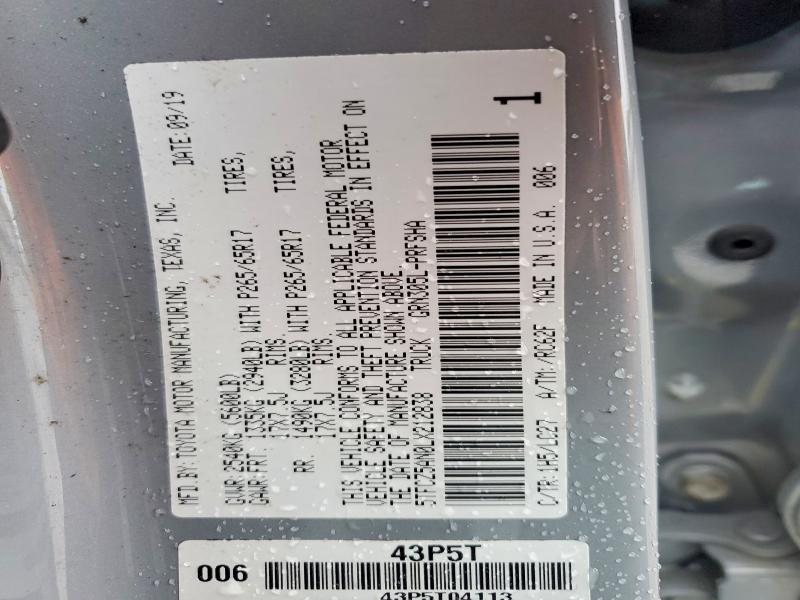 MFD.BY: TOYOTA MOTOR MANUFACTURING, TEXAS, INC. DATE: 09/19
GVWR: 2540KG (5600LB)
GAWR: FRT. 1335KG (2940LB) WITH P265/65R17 TIRES,
17X7.5J RIMS
RR. 1490KG (3280LB) WITH P265/65R17 TIRES,
17X7.5J RIMS
THIS VEHICLE CONFORMS TO ALL APPLICABLE FEDERAL MOTOR
VEHICLE SAFETY AND THEFT PREVENTION STANDARDS IN EFFECT ON
THE DATE OF MANUFACTURE SHOWN ABOVE.
TRUCK GRN305L-PRFSHA
C/TR: 1H5/LC27 A/TM: /RC62F MADE IN U.S.A. 006
1
43P5T
006
43P5T04113